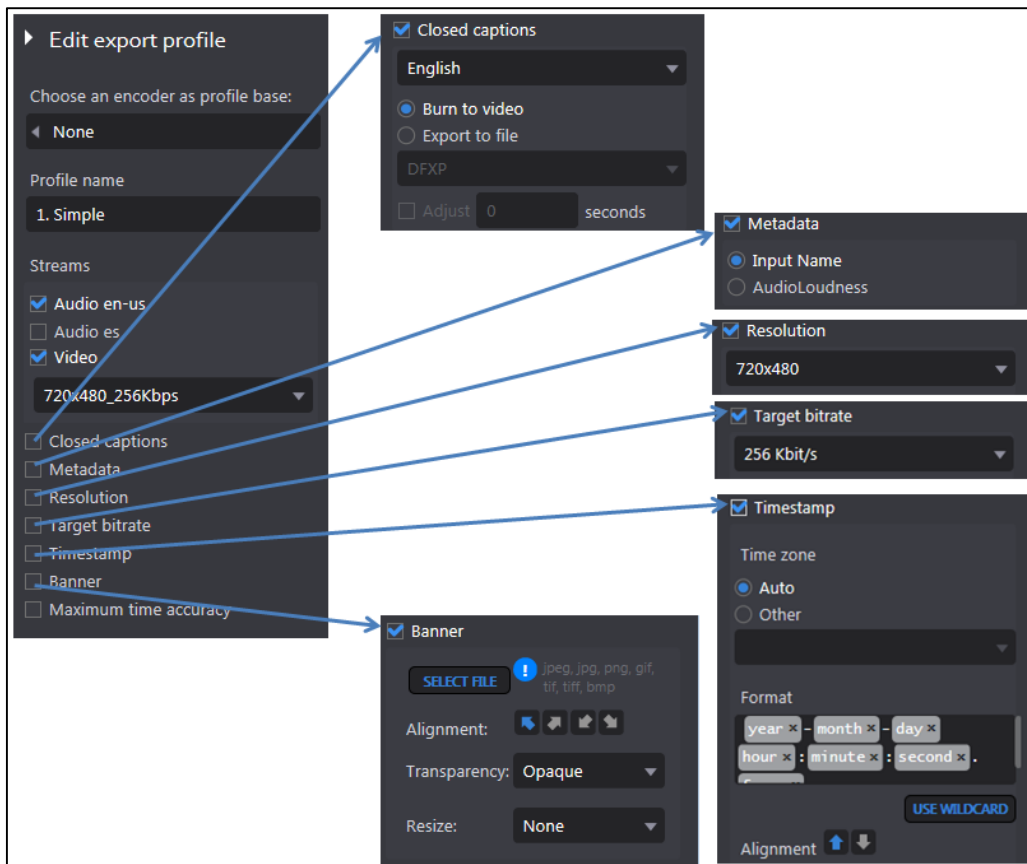 Edit export profile
Choose an encoder as profile base:
None
Profile name
1. Simple
Streams
Audio en-us
Audio es
Video
720x480_256Kbps
Closed captions
Metadata
Resolution
Target bitrate
Timestamp
Banner
Maximum time accuracy
Closed captions
English
Burn to video
Export to file
DFXP
Adjust 0 seconds
Metadata
Input Name
AudioLoudness
Resolution
720x480
Target bitrate
256 Kbit/s
Timestamp
Time zone
Auto
Other
Format
year × - month × - day ×
hour × : minute × : second × .
USE WILDCARD
Alignment
Banner
SELECT FILE ! jpeg, jpg, png, gif,
tif, tiff, bmp
Alignment:
Transparency: Opaque
Resize: None